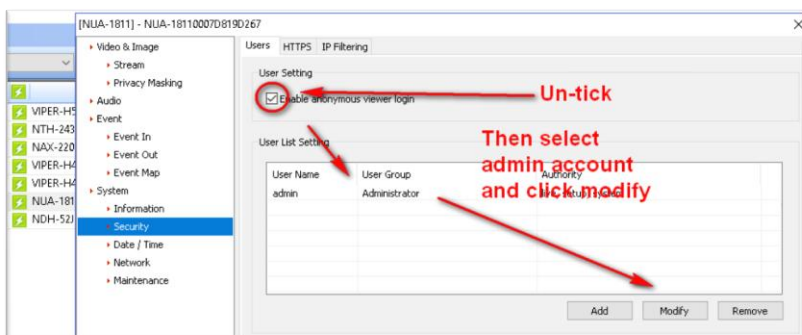 [NUA-1811] - NUA-18110007D819D267
Video & Image
Stream
Privacy Masking
Audio
Event
Event In
Event Out
Event Map
System
Information
Security
Date / Time
Network
Maintenance
VIPER-H5
NTH-243
NAX-220
VIPER-H4
VIPER-H4
NUA-181
NDH-52J
Users HTTPS IP Filtering
User Setting
Enable anonymous viewer login
Un-tick
User List Setting
Then select
admin account
and click modify
User Name User Group Authority
admin Administrator live, setup, system
Add Modify Remove